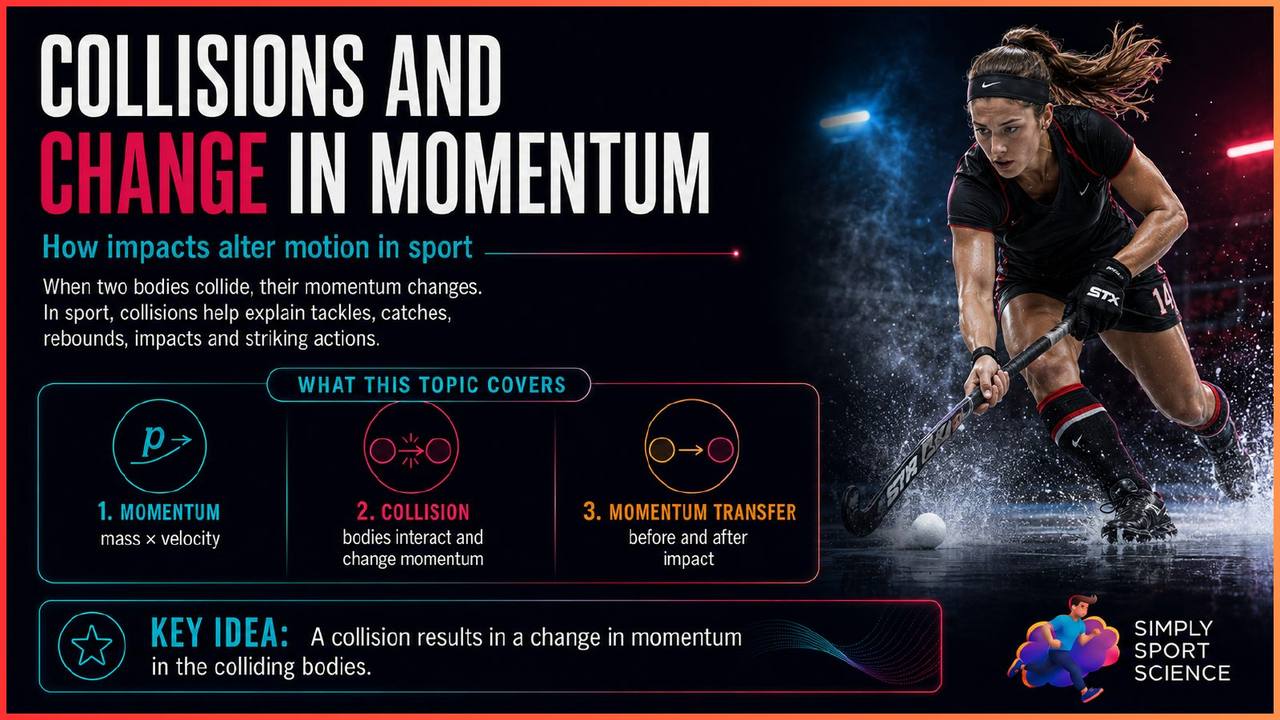 COLLISIONS AND
CHANGE IN MOMENTUM
How impacts alter motion in sport
When two bodies collide, their momentum changes.
In sport, collisions help explain tackles, catches,
rebounds, impacts and striking actions.
WHAT THIS TOPIC COVERS
p
1. MOMENTUM
mass × velocity
2. COLLISION
bodies interact and
change momentum
3. MOMENTUM TRANSFER
before and after
impact
KEY IDEA: A collision results in a change in momentum
in the colliding bodies.
STX
14
SIMPLY
SPORT
SCIENCE